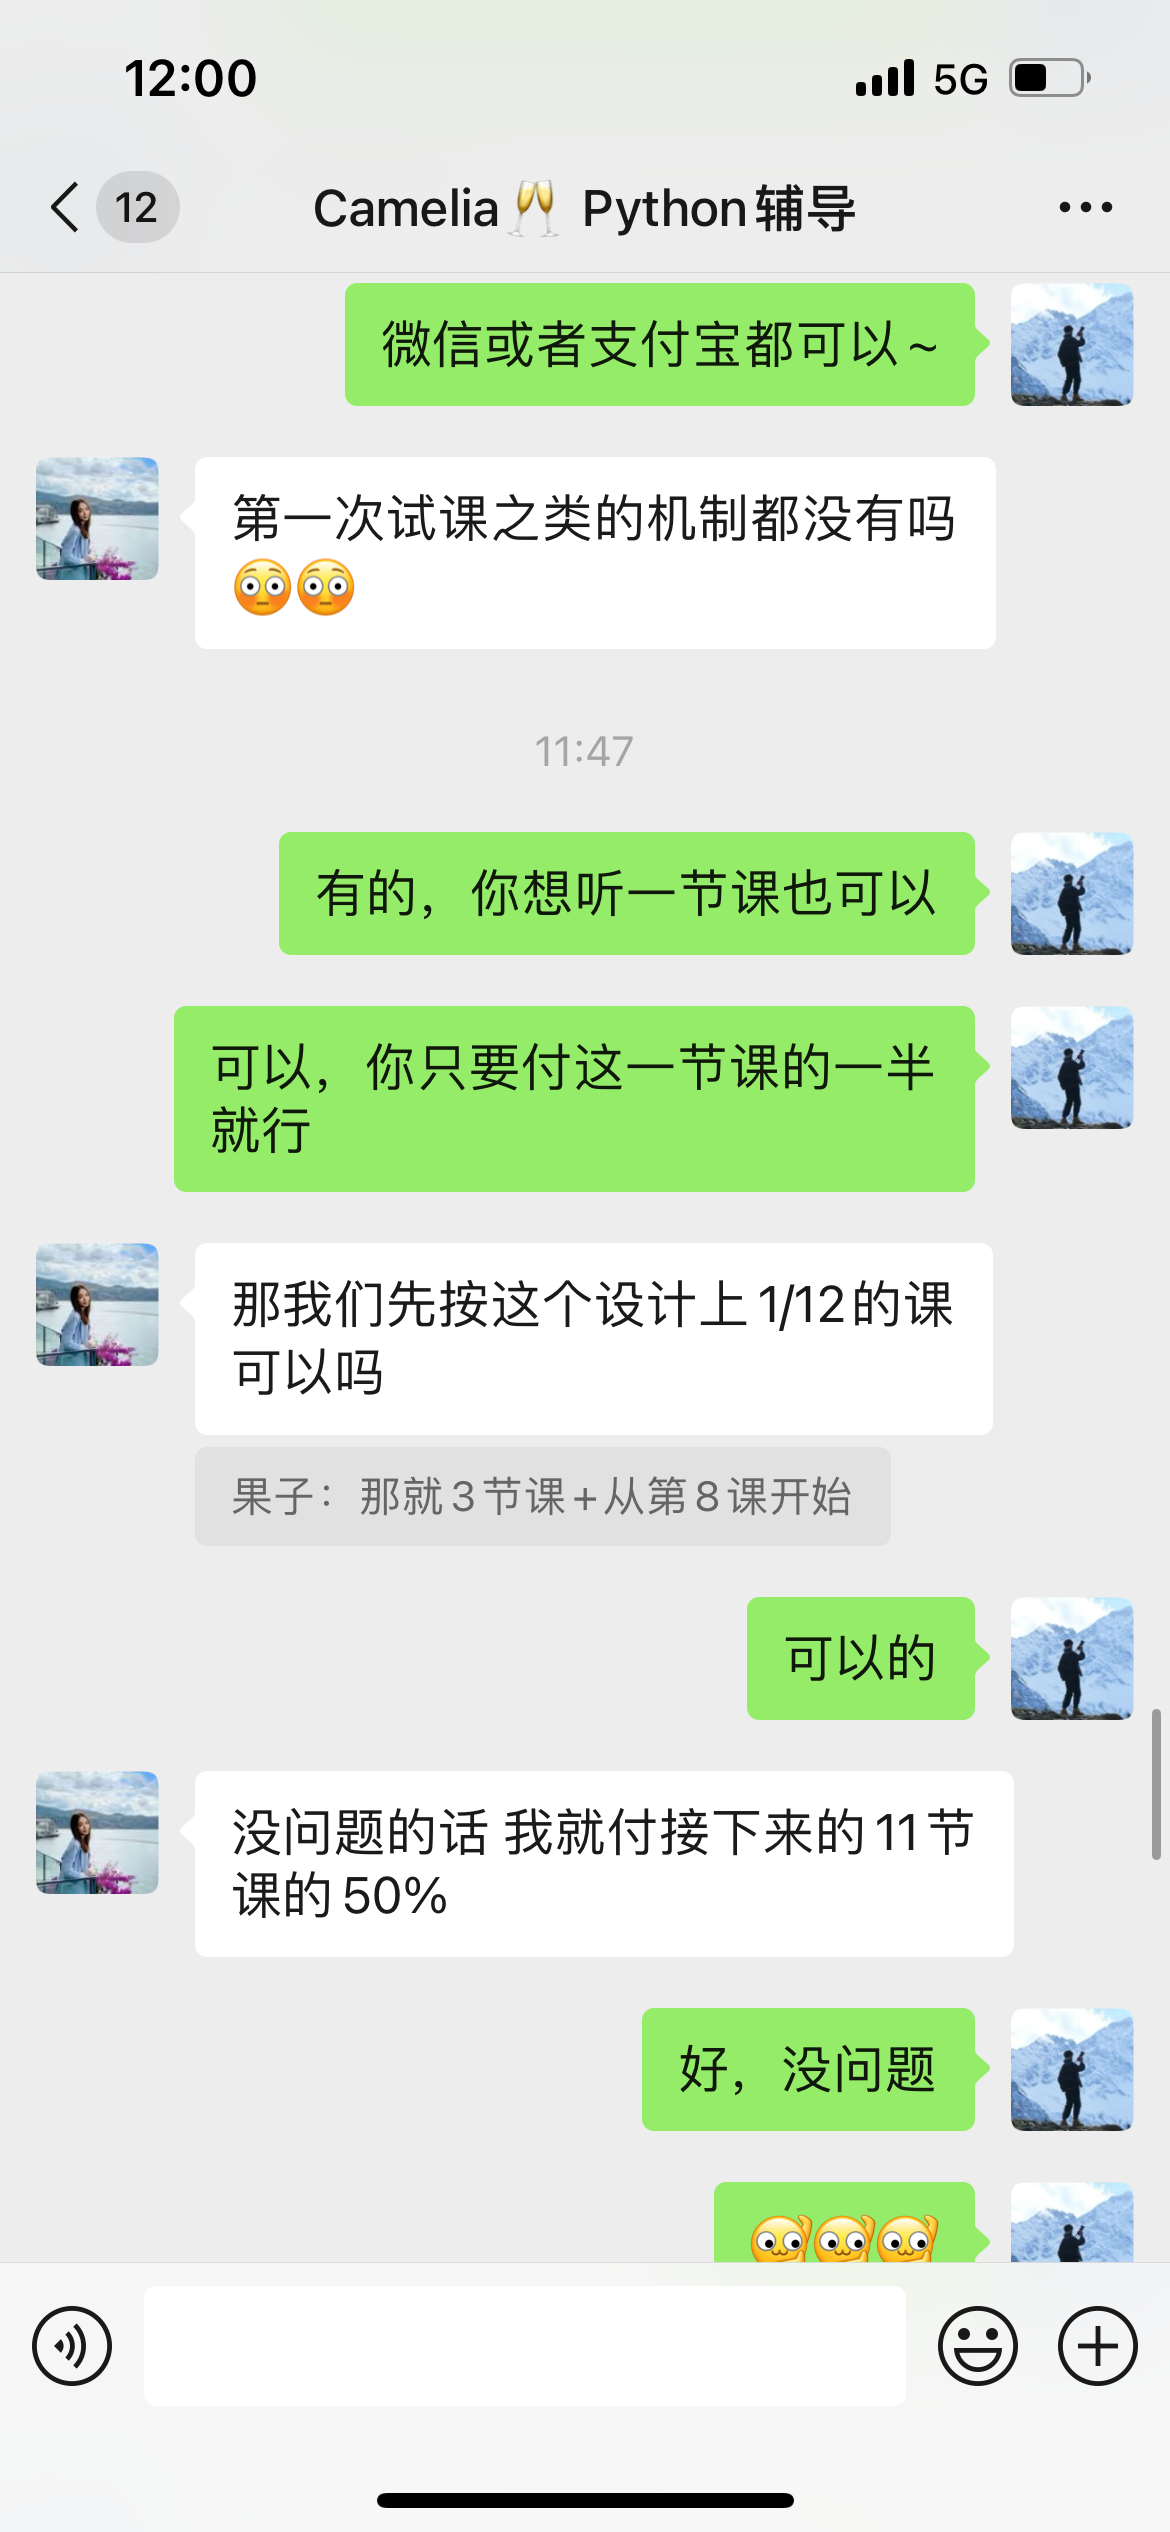 12:00
5G
12
Camelia🥂 Python辅导
微信或者支付宝都可以~
第一次试课之类的机制都没有吗
😳😳
11:47
有的，你想听一节课也可以
可以，你只要付这一节课的一半
就行
那我们先按这个设计上1/12的课
可以吗
果子：那就3节课+从第8课开始
可以的
没问题的话 我就付接下来的11节
课的50%
好，没问题